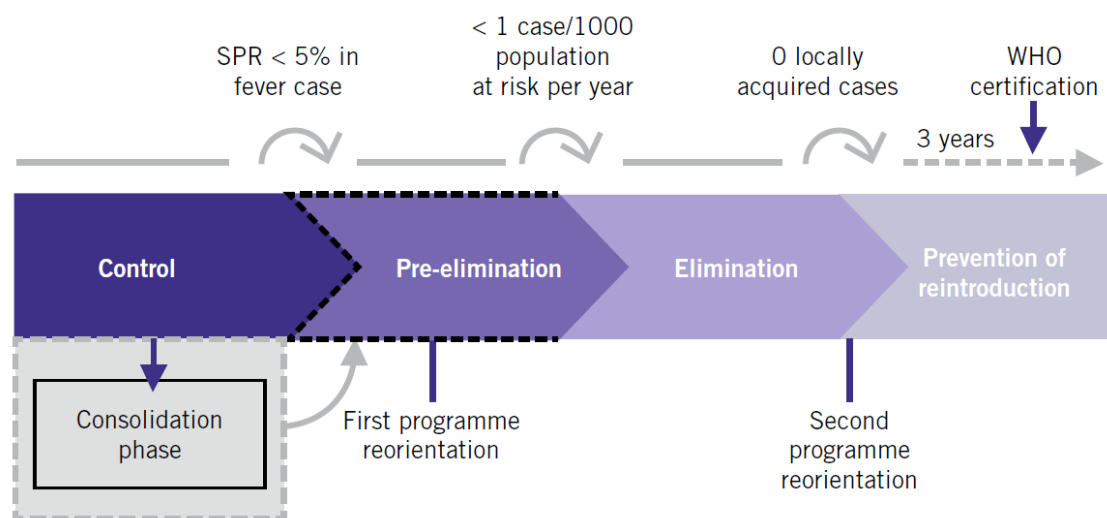 SPR < 5% in
fever case
< 1 case/1000
population
at risk per year
0 locally
acquired cases
WHO
certification
3 years
Control
Pre-elimination
Elimination
Prevention of
reintroduction
Consolidation
phase
First programme
reorientation
Second
programme
reorientation